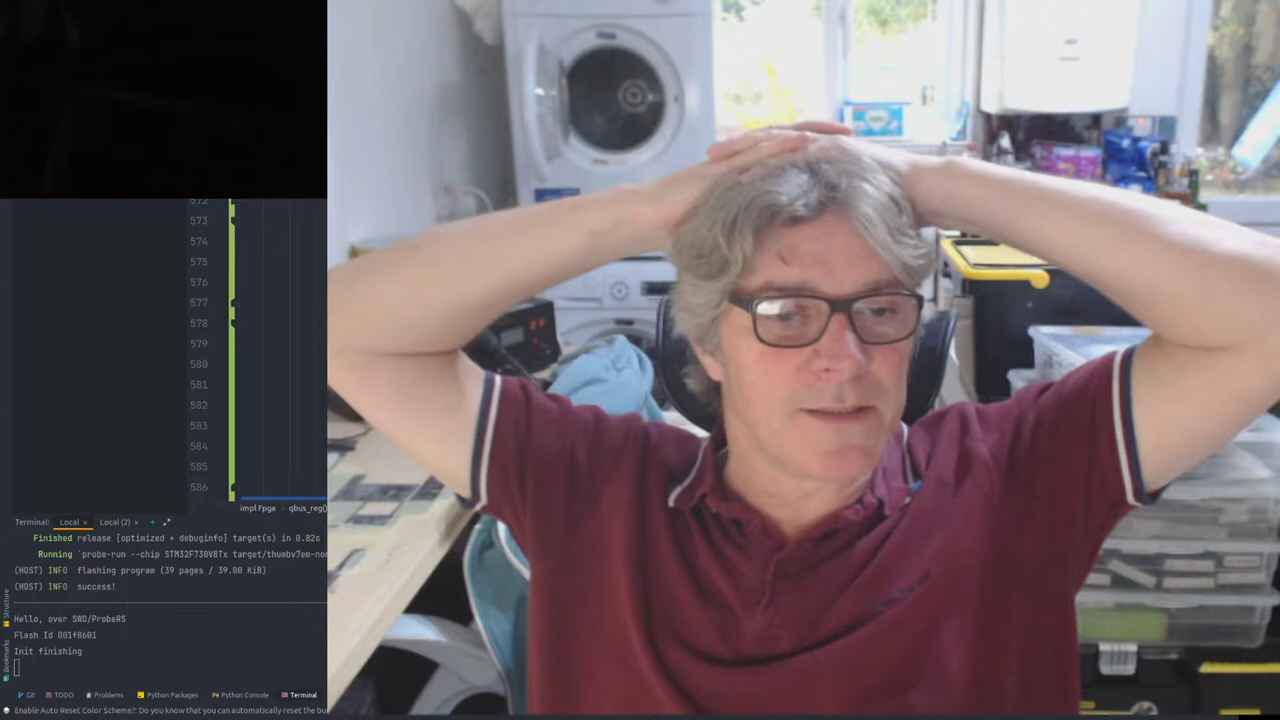 572
573
574
575
576
577
578
579
580
581
582
583
584
585
586
impl Fpga › qbus_reg()
Terminal: Local × Local (2) × +
Finished release [optimized + debuginfo] target(s) in 0.82s
Running `probe-run --chip STM32F730V8Tx target/thumbv7em-no
(HOST) INFO flashing program (39 pages / 39.00 KiB)
(HOST) INFO success!
Hello, over SWO/ProbeRS
Flash Id 001f8601
Init finishing
Structure
Bookmarks
Git TODO Problems Python Packages Python Console Terminal
Enable Auto Reset Color Scheme?: Do you know that you can automatically reset the bu